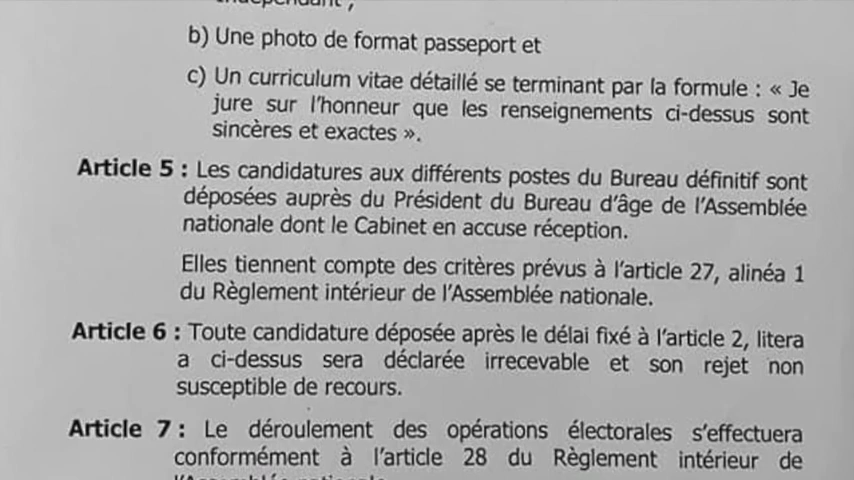 indépendant ;
b) Une photo de format passeport et
c) Un curriculum vitae détaillé se terminant par la formule : « Je
jure sur l'honneur que les renseignements ci-dessus sont
sincères et exactes ».
Article 5 : Les candidatures aux différents postes du Bureau définitif sont
déposées auprès du Président du Bureau d'âge de l'Assemblée
nationale dont le Cabinet en accuse réception.
Elles tiennent compte des critères prévus à l'article 27, alinéa 1
du Règlement intérieur de l'Assemblée nationale.
Article 6 : Toute candidature déposée après le délai fixé à l'article 2, litera
a ci-dessus sera déclarée irrecevable et son rejet non
susceptible de recours.
Article 7 : Le déroulement des opérations électorales s'effectuera
conformément à l'article 28 du Règlement intérieur de
l'Assemblée nationale.